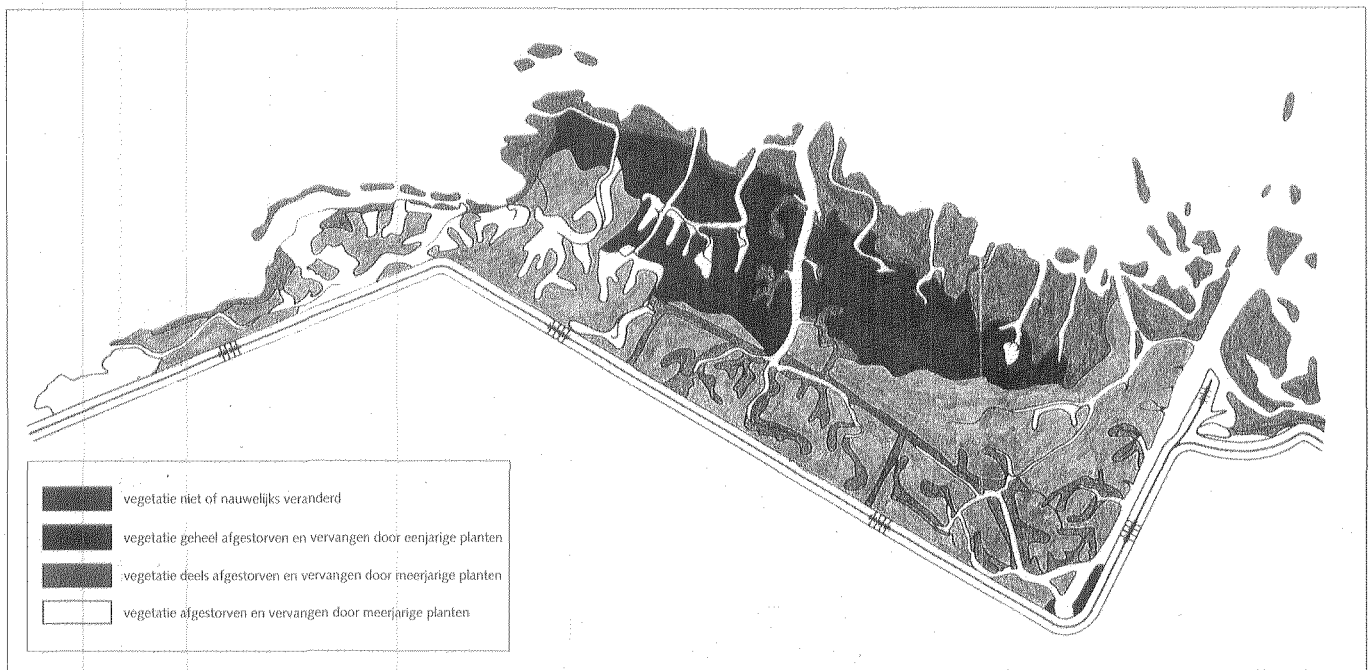 vegetatie niet of nauwelijks veranderd
vegetatie geheel afgestorven en vervangen door eenjarige planten
vegetatie deels afgestorven en vervangen door meerjarige planten
vegetatie afgestorven en vervangen door meerjarige planten